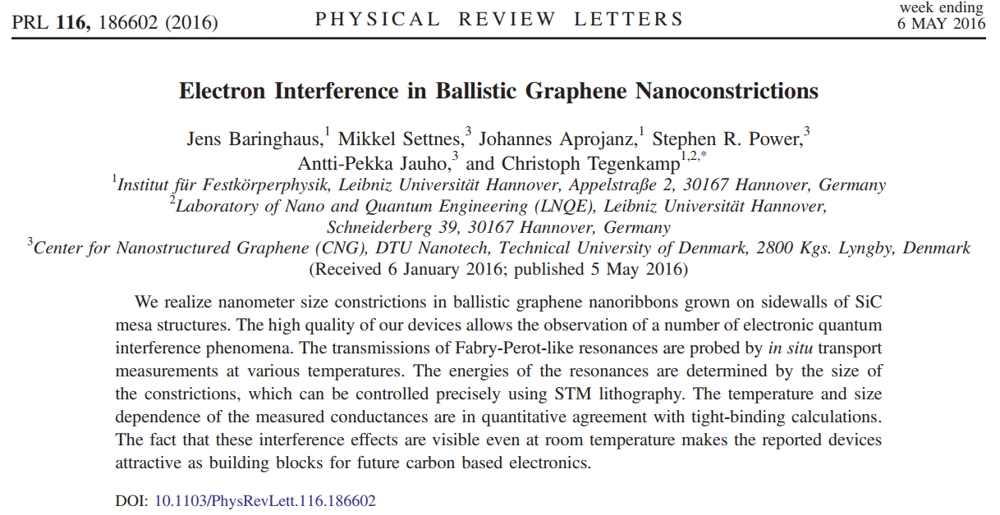 PRL 116, 186602 (2016)
PHYSICAL REVIEW LETTERS
week ending
6 MAY 2016
Electron Interference in Ballistic Graphene Nanoconstrictions
Jens Baringhaus,1 Mikkel Settnes,3 Johannes Aprojanz,1 Stephen R. Power,3
Antti-Pekka Jauho,3 and Christoph Tegenkamp1,2,*
1Institut für Festkörperphysik, Leibniz Universität Hannover, Appelstraße 2, 30167 Hannover, Germany
2Laboratory of Nano and Quantum Engineering (LNQE), Leibniz Universität Hannover,
Schneiderberg 39, 30167 Hannover, Germany
3Center for Nanostructured Graphene (CNG), DTU Nanotech, Technical University of Denmark, 2800 Kgs. Lyngby, Denmark
(Received 6 January 2016; published 5 May 2016)
We realize nanometer size constrictions in ballistic graphene nanoribbons grown on sidewalls of SiC
mesa structures. The high quality of our devices allows the observation of a number of electronic quantum
interference phenomena. The transmissions of Fabry-Perot-like resonances are probed by in situ transport
measurements at various temperatures. The energies of the resonances are determined by the size of
the constrictions, which can be controlled precisely using STM lithography. The temperature and size
dependence of the measured conductances are in quantitative agreement with tight-binding calculations.
The fact that these interference effects are visible even at room temperature makes the reported devices
attractive as building blocks for future carbon based electronics.
DOI: 10.1103/PhysRevLett.116.186602